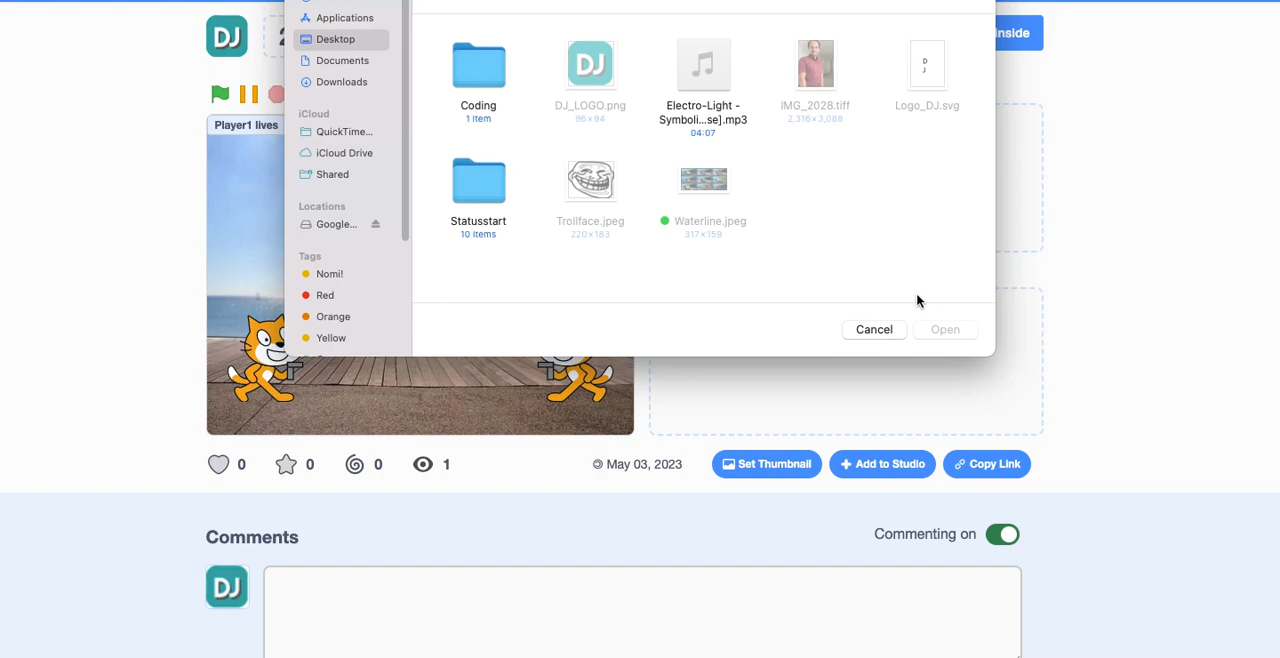 Applications
DJ
2
Desktop
inside
Documents
DJ
DJ
Downloads
Coding
DJ_LOGO.png
Electro-Light -
Symboli...se].mp3
IMG_2028.tiff
Logo_DJ.svg
1 item
96×94
04:07
2,316×3,088
iCloud
Player1 lives
QuickTime...
iCloud Drive
Shared
Locations
Google...
Statusstart
Trollface.jpeg
Waterline.jpeg
10 items
220×183
317×159
Tags
Nomi!
Red
Orange
Yellow
Cancel
Open
0
0
0
1
© May 03, 2023
Set Thumbnail
Add to Studio
Copy Link
Comments
Commenting on
DJ